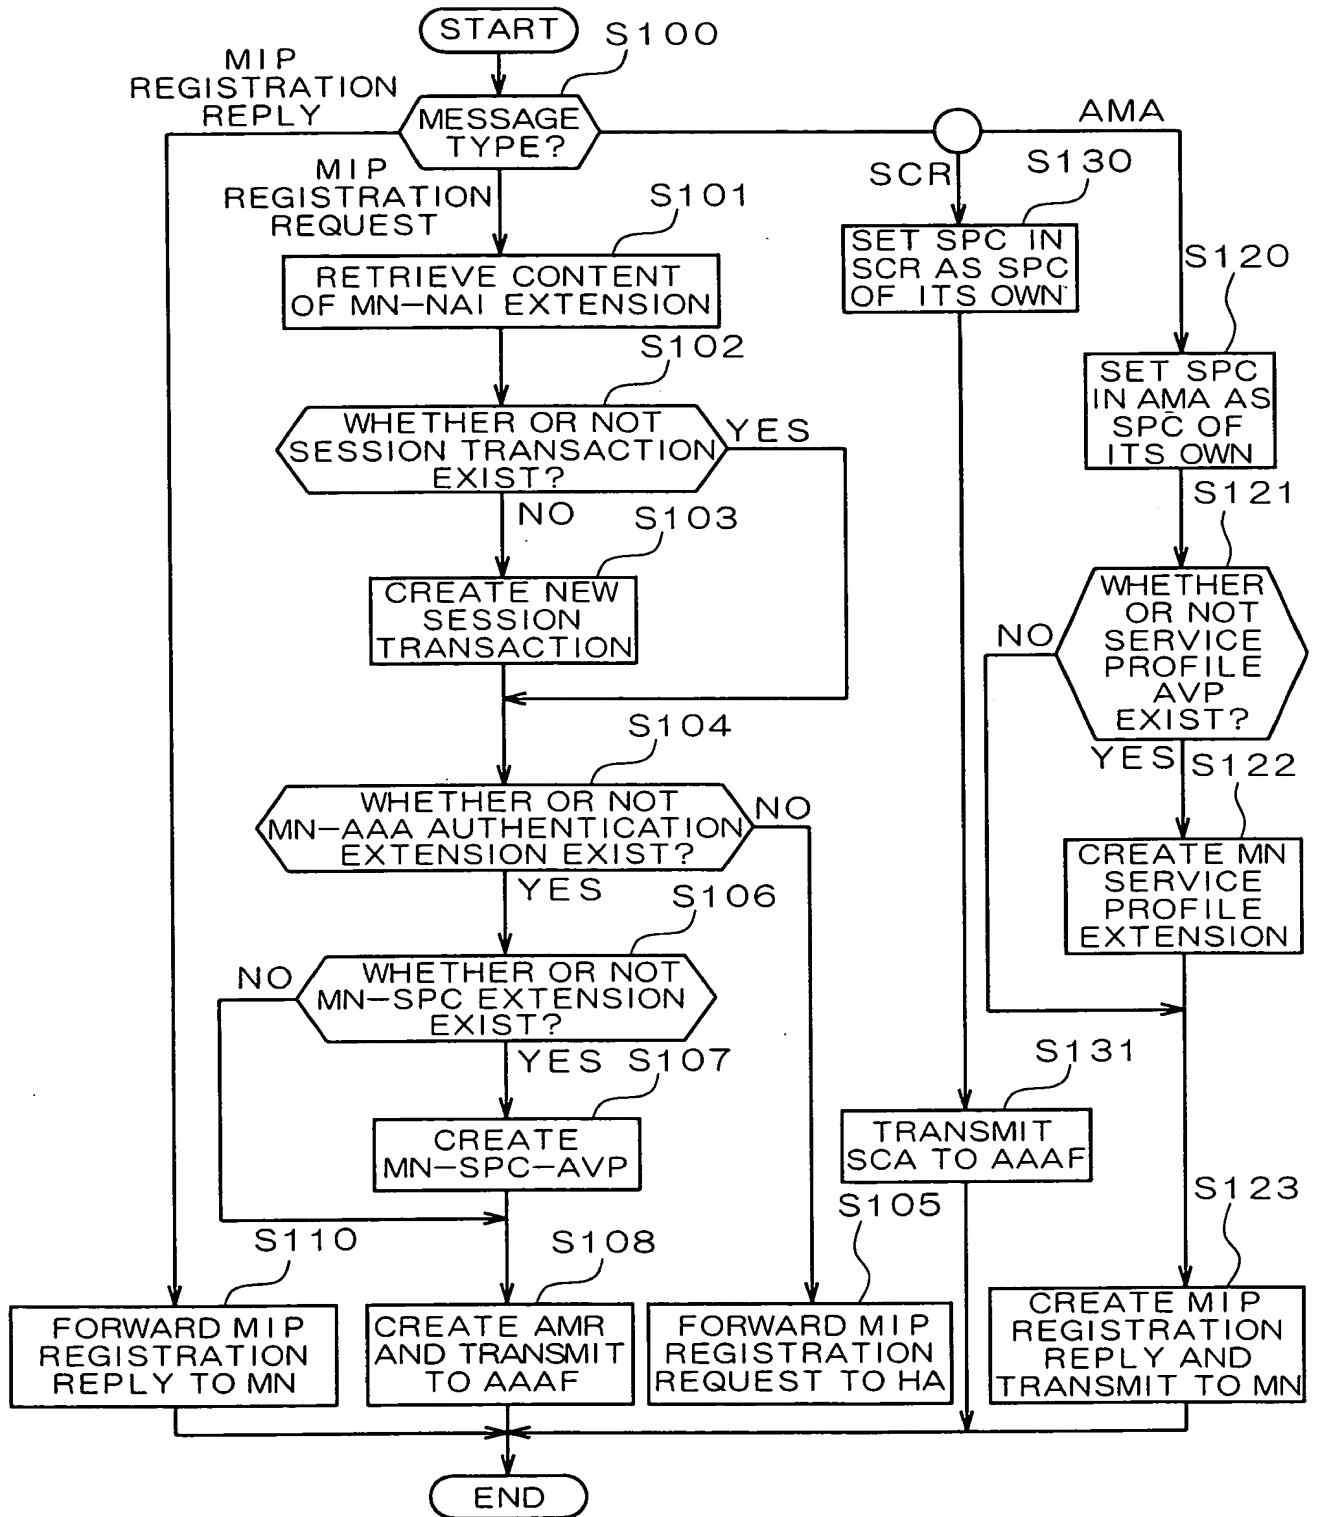 START
S100
MIP
REGISTRATION
REPLY
MESSAGE
TYPE?
AMA
MIP
REGISTRATION
REQUEST
S101
SCR
S130
RETRIEVE CONTENT
OF MN-NAI EXTENSION
SET SPC IN
SCR AS SPC
OF ITS OWN
S120
S102
SET SPC
IN AMA AS
SPC OF
ITS OWN
WHETHER OR NOT
SESSION TRANSACTION
EXIST?
YES
NO
S103
S121
CREATE NEW
SESSION
TRANSACTION
WHETHER
OR NOT
SERVICE
PROFILE
AVP
EXIST?
NO
YES
S122
S104
WHETHER OR NOT
MN-AAA AUTHENTICATION
EXTENSION EXIST?
NO
YES
CREATE MN
SERVICE
PROFILE
EXTENSION
S106
WHETHER OR NOT
MN-SPC EXTENSION
EXIST?
NO
YES
S107
CREATE
MN-SPC-AVP
S131
TRANSMIT
SCA TO AAAF
S110
S108
S105
S123
FORWARD MIP
REGISTRATION
REPLY TO MN
CREATE AMR
AND TRANSMIT
TO AAAF
FORWARD MIP
REGISTRATION
REQUEST TO HA
CREATE MIP
REGISTRATION
REPLY AND
TRANSMIT TO MN
END